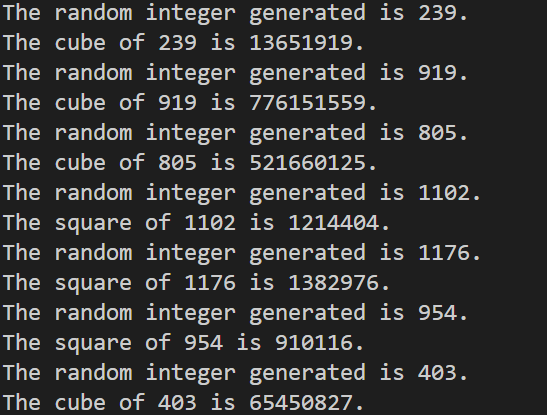 The random integer generated is 239.
The cube of 239 is 13651919.
The random integer generated is 919.
The cube of 919 is 776151559.
The random integer generated is 805.
The cube of 805 is 521660125.
The random integer generated is 1102.
The square of 1102 is 1214404.
The random integer generated is 1176.
The square of 1176 is 1382976.
The random integer generated is 954.
The square of 954 is 910116.
The random integer generated is 403.
The cube of 403 is 65450827.